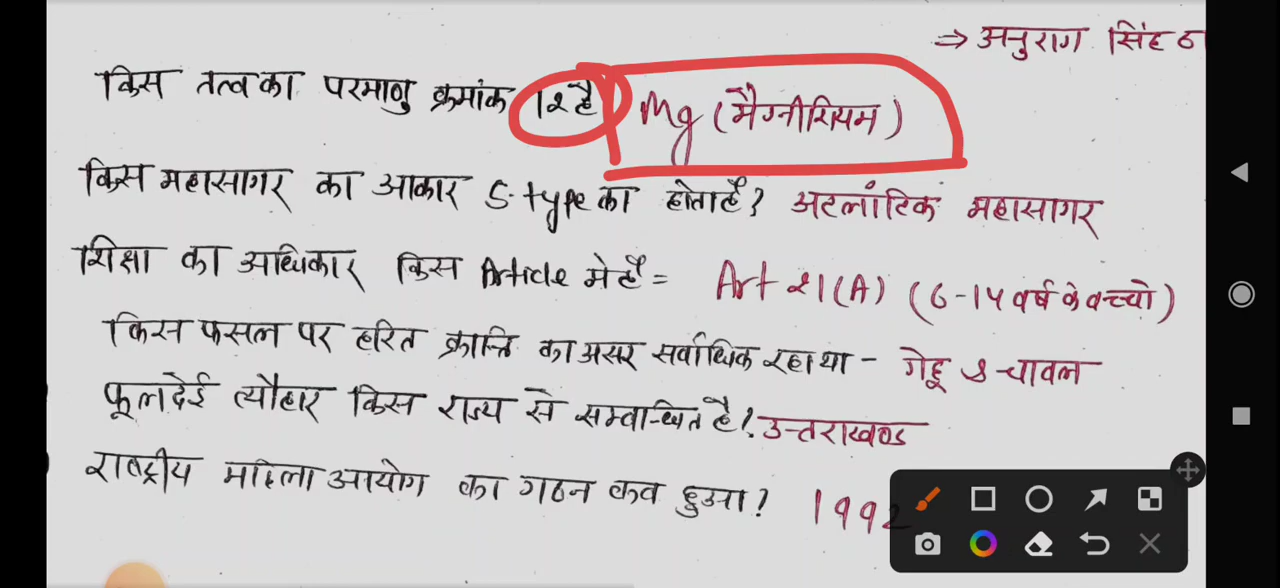 ⇒ अनुराग सिंह ठ
किस तत्व का परमाणु क्रमांक 12 है Mg (मैग्नीशियम)
किस महासागर का आकार S-type का होता है? अटलांटिक महासागर
शिक्षा का अधिकार किस Article मे है = Art 21(A) (6-14 वर्ष के बच्चो)
किस फसल पर हरित क्रान्ति का असर सर्वाधिक रहा था - गेहू & चावल
फूलदेई त्यौहार किस राज्य से सम्बान्धित है? उत्तराखण्ड
राष्ट्रीय महिला आयोग का गठन कब हुआ? 1992